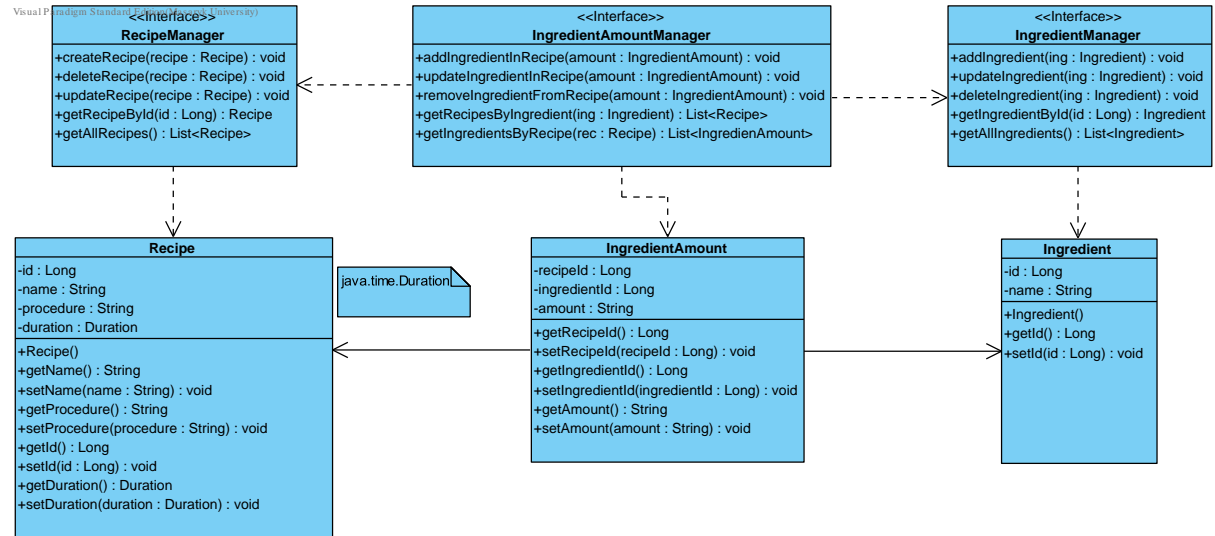 Visual Paradigm Standard Edition(Masaryk University)
<<Interface>>
RecipeManager
+createRecipe(recipe : Recipe) : void
+deleteRecipe(recipe : Recipe) : void
+updateRecipe(recipe : Recipe) : void
+getRecipeById(id : Long) : Recipe
+getAllRecipes() : List<Recipe>
<<Interface>>
IngredientAmountManager
+addIngredientInRecipe(amount : IngredientAmount) : void
+updateIngredientInRecipe(amount : IngredientAmount) : void
+removeIngredientFromRecipe(amount : IngredientAmount) : void
+getRecipesByIngredient(ing : Ingredient) : List<Recipe>
+getIngredientsByRecipe(rec : Recipe) : List<IngredienAmount>
<<Interface>>
IngredientManager
+addIngredient(ing : Ingredient) : void
+updateIngredient(ing : Ingredient) : void
+deleteIngredient(ing : Ingredient) : void
+getIngredientById(id : Long) : Ingredient
+getAllIngredients() : List<Ingredient>
Recipe
-id : Long
-name : String
-procedure : String
-duration : Duration
+Recipe()
+getName() : String
+setName(name : String) : void
+getProcedure() : String
+setProcedure(procedure : String) : void
+getId() : Long
+setId(id : Long) : void
+getDuration() : Duration
+setDuration(duration : Duration) : void
java.time.Duration
IngredientAmount
-recipeId : Long
-ingredientId : Long
-amount : String
+getRecipeId() : Long
+setRecipeId(recipeId : Long) : void
+getIngredientId() : Long
+setIngredientId(ingredientId : Long) : void
+getAmount() : String
+setAmount(amount : String) : void
Ingredient
-id : Long
-name : String
+Ingredient()
+getId() : Long
+setId(id : Long) : void